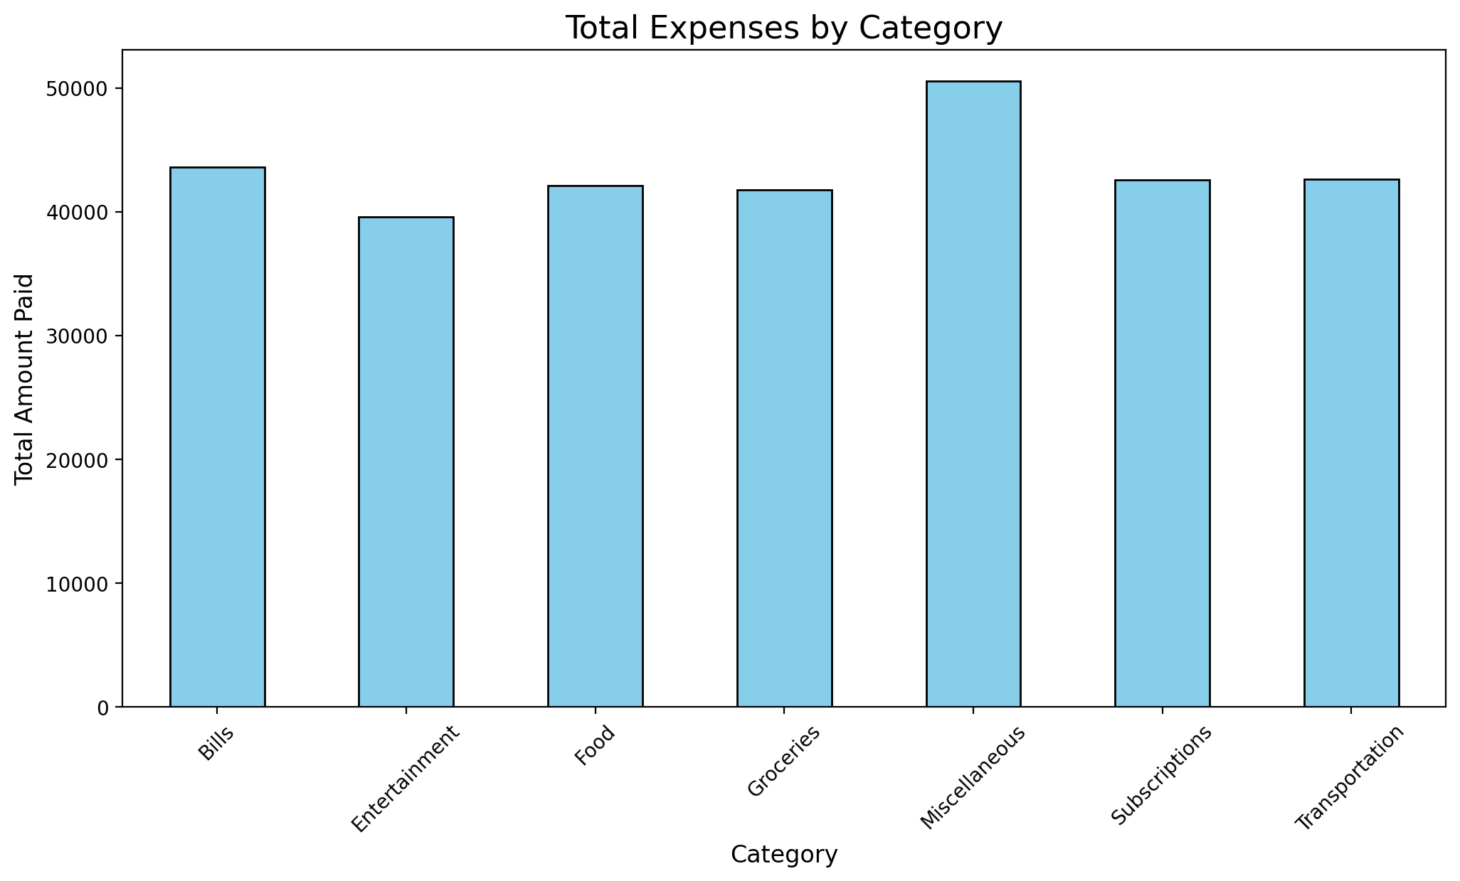 Total Expenses by Category
Total Amount Paid
50000
40000
30000
20000
10000
0
Bills
Entertainment
Food
Groceries
Miscellaneous
Subscriptions
Transportation
Category